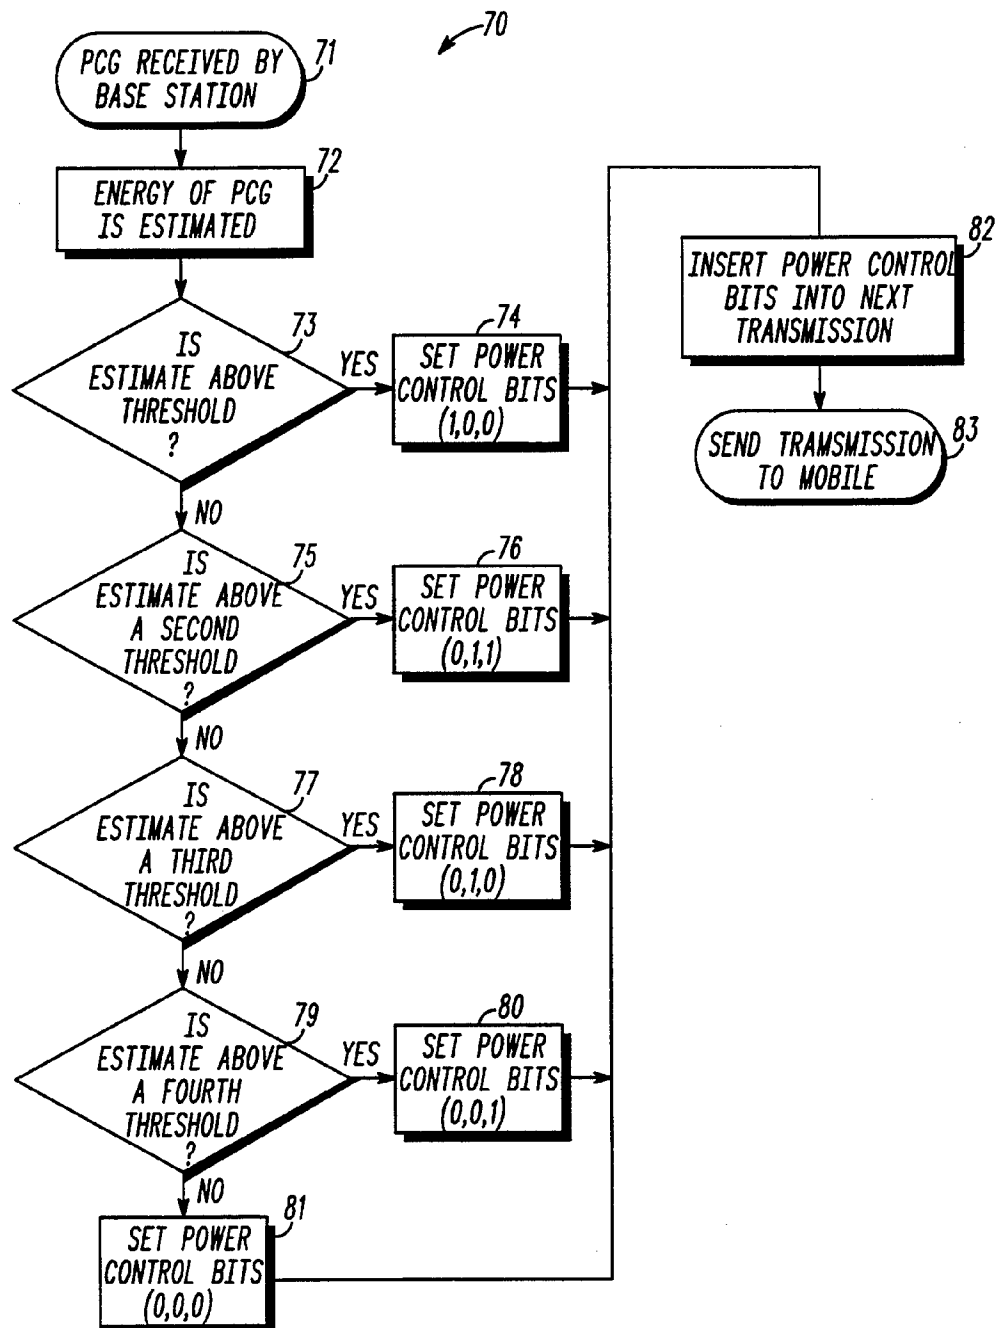 70
PCG RECEIVED BY
BASE STATION
71
ENERGY OF PCG
IS ESTIMATED
72
IS
ESTIMATE ABOVE
THRESHOLD
?
73
YES
NO
SET POWER
CONTROL BITS
(1,0,0)
74
IS
ESTIMATE ABOVE
A SECOND
THRESHOLD
?
75
YES
NO
SET POWER
CONTROL BITS
(0,1,1)
76
IS
ESTIMATE ABOVE
A THIRD
THRESHOLD
?
77
YES
NO
SET POWER
CONTROL BITS
(0,1,0)
78
IS
ESTIMATE ABOVE
A FOURTH
THRESHOLD
?
79
YES
NO
SET POWER
CONTROL BITS
(0,0,1)
80
SET POWER
CONTROL BITS
(0,0,0)
81
INSERT POWER CONTROL
BITS INTO NEXT
TRANSMISSION
82
SEND TRAMSMISSION
TO MOBILE
83